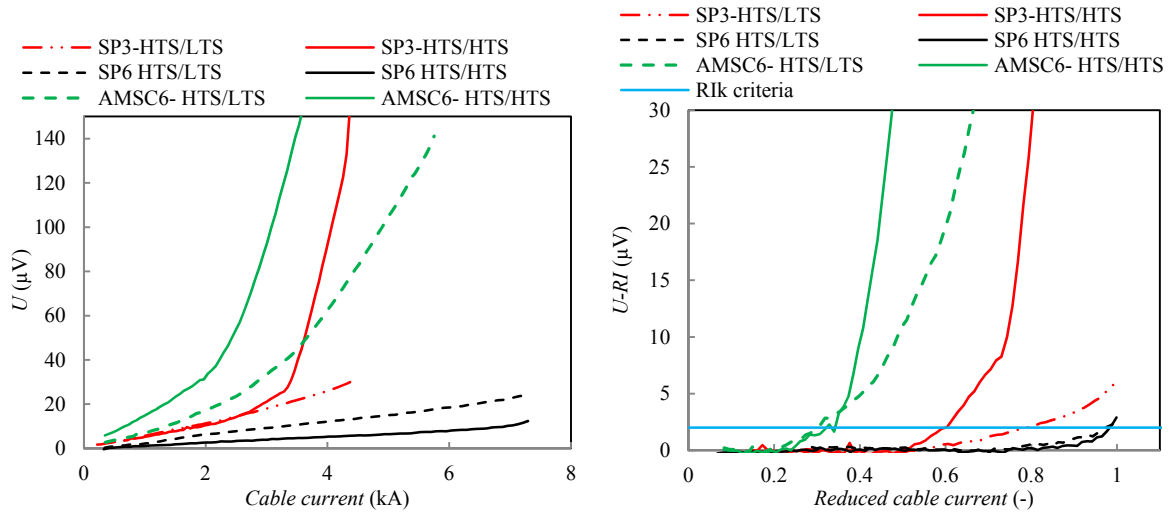 SP3-HTS/LTS SP3-HTS/HTS
SP6 HTS/LTS SP6 HTS/HTS
AMSC6- HTS/LTS AMSC6- HTS/HTS
140
120
100
80
60
40
20
0
U (µV)
0 2 4 6 8
Cable current (kA)
SP3-HTS/LTS SP3-HTS/HTS
SP6 HTS/LTS SP6 HTS/HTS
AMSC6- HTS/LTS AMSC6- HTS/HTS
RIk criteria
30
25
20
15
10
5
0
U-RI (µV)
0 0.2 0.4 0.6 0.8 1
Reduced cable current (-)